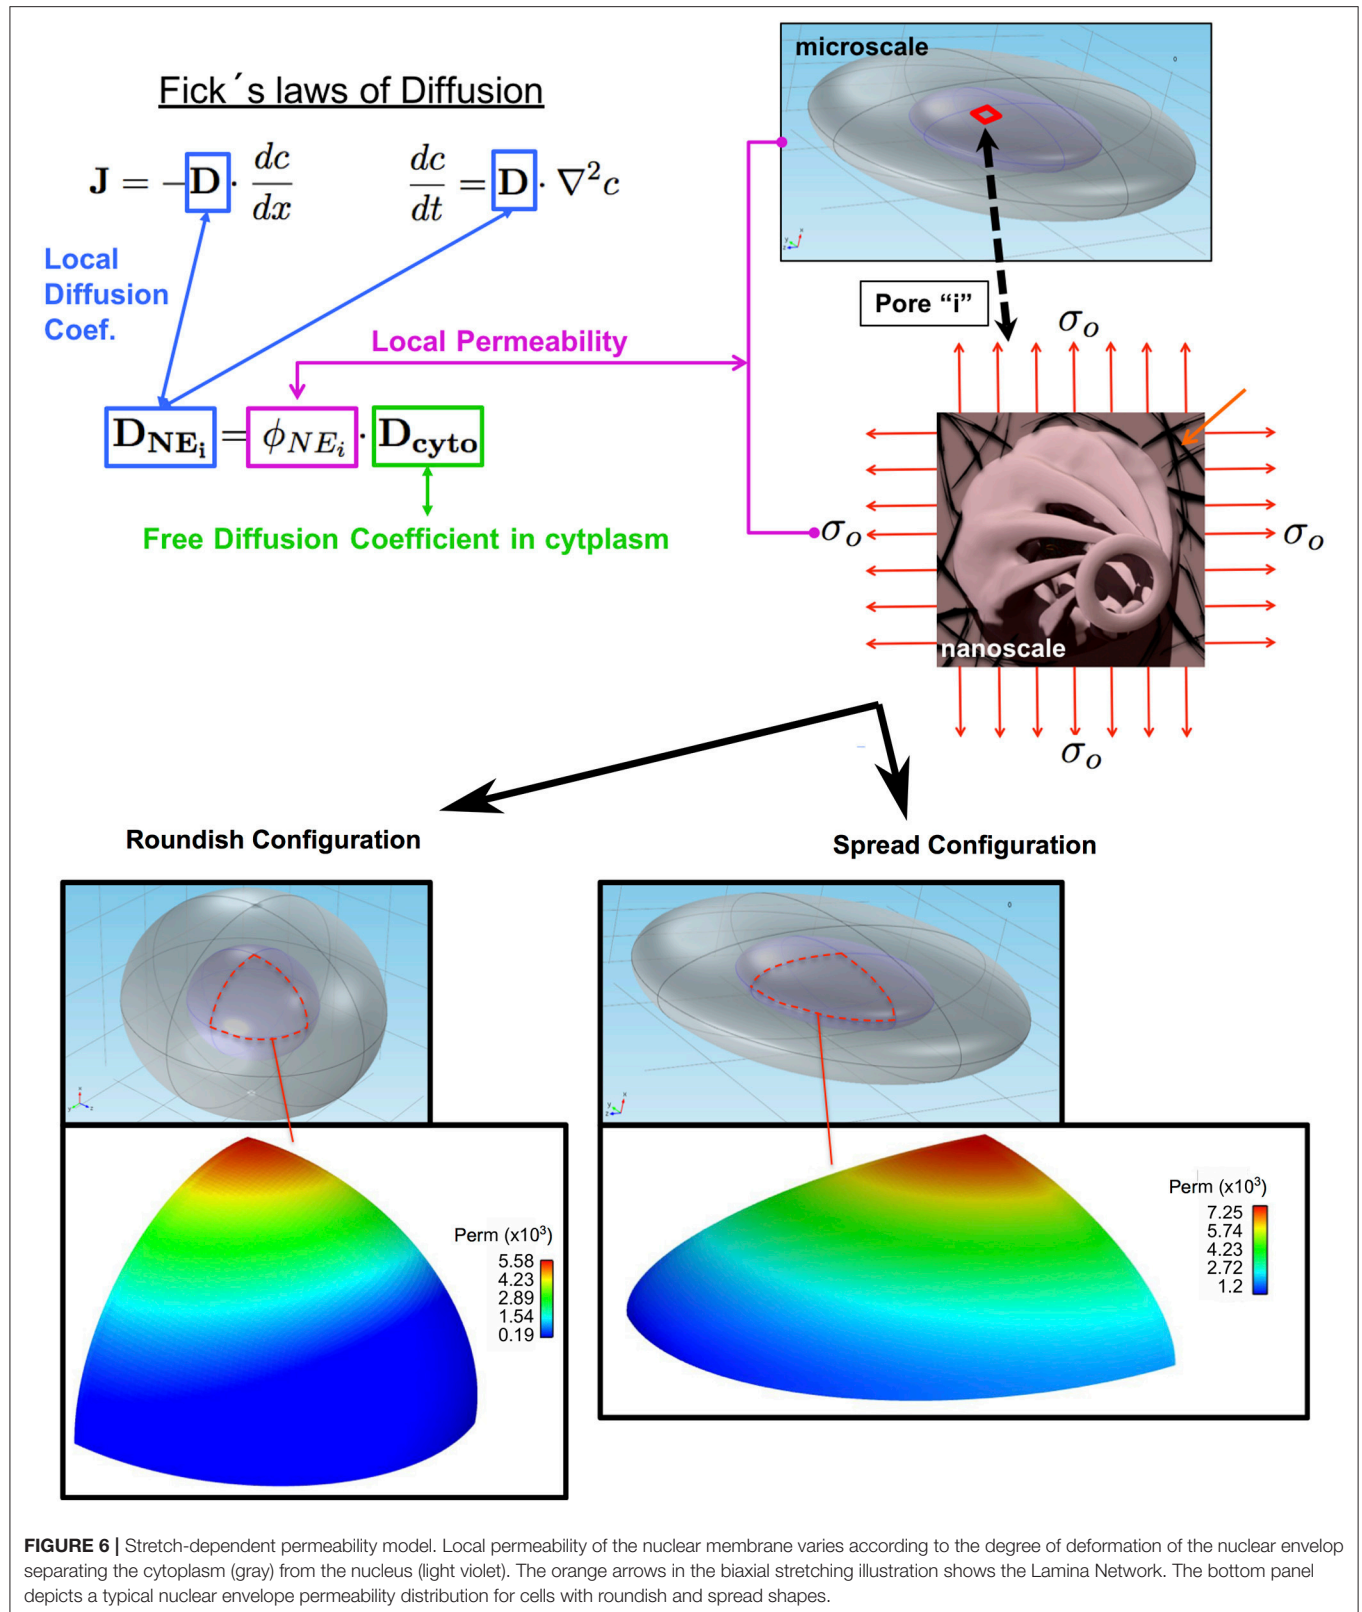 Fick´s laws of Diffusion
J = −D · dc/dx
dc/dt = D · ∇²c
Local
Diffusion
Coef.
Local Permeability
D_NEi = ϕ_NEi · D_cyto
Free Diffusion Coefficient in cytplasm
microscale
Pore “i”
σo
σo
σo
nanoscale
σo
Roundish Configuration
Spread Configuration
Perm (x10³)
5.58
4.23
2.89
1.54
0.19
Perm (x10³)
7.25
5.74
4.23
2.72
1.2
FIGURE 6 | Stretch-dependent permeability model. Local permeability of the nuclear membrane varies according to the degree of deformation of the nuclear envelop
separating the cytoplasm (gray) from the nucleus (light violet). The orange arrows in the biaxial stretching illustration shows the Lamina Network. The bottom panel
depicts a typical nuclear envelope permeability distribution for cells with roundish and spread shapes.